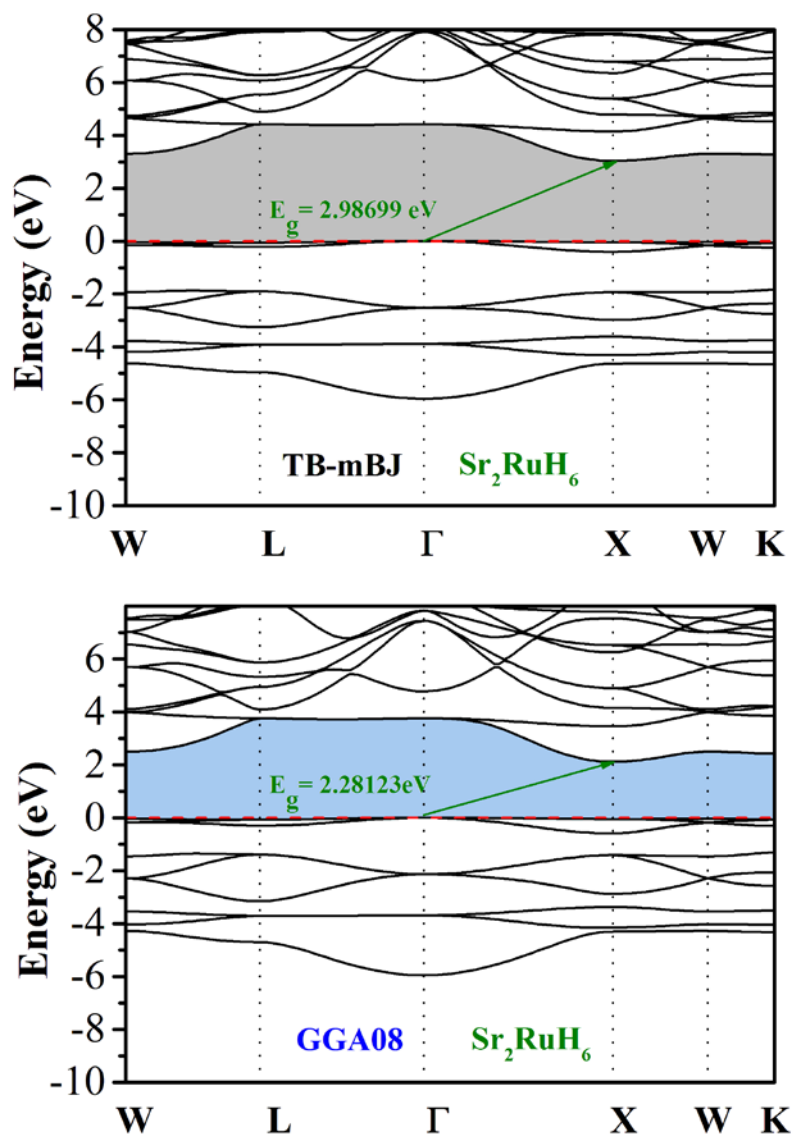 8
6
4
2
0
-2
-4
-6
-8
-10
Energy (eV)
E_g = 2.98699 eV
TB-mBJ Sr₂RuH₆
W L Γ X W K
6
4
2
0
-2
-4
-6
-8
-10
Energy (eV)
E_g = 2.28123eV
GGA08 Sr₂RuH₆
W L Γ X W K